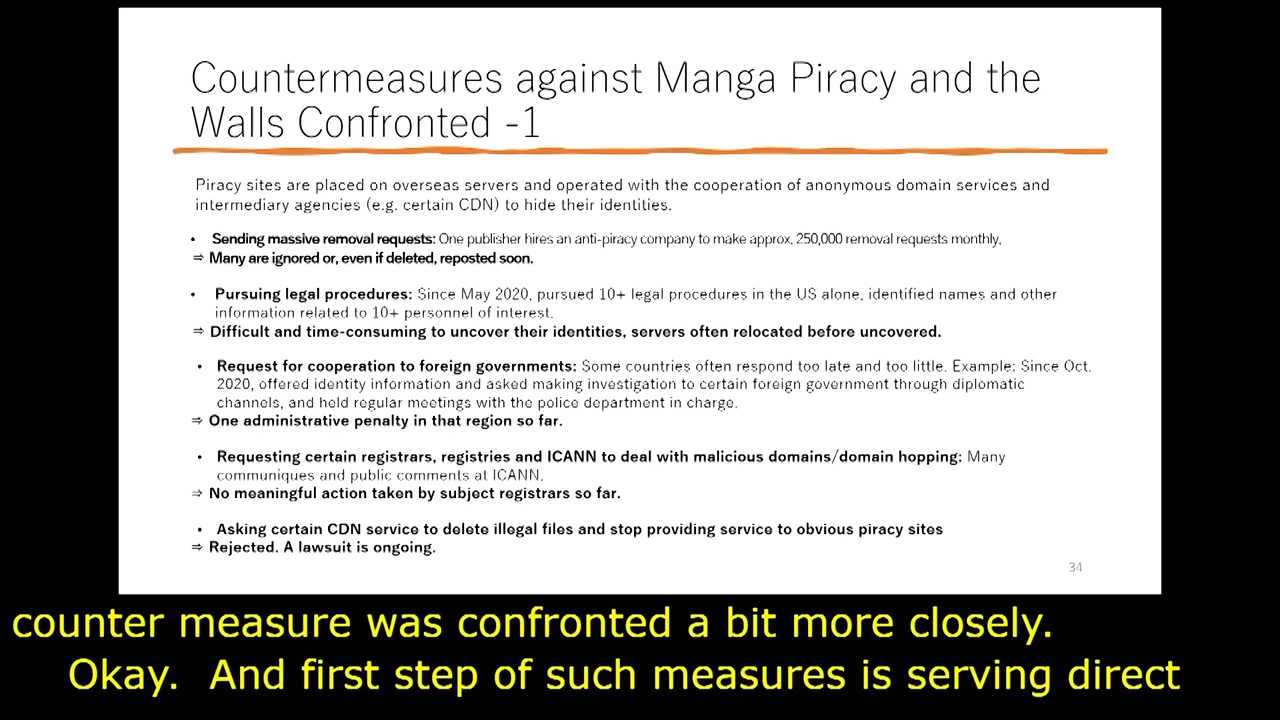 Countermeasures against Manga Piracy and the
Walls Confronted -1
Piracy sites are placed on overseas servers and operated with the cooperation of anonymous domain services and
intermediary agencies (e.g. certain CDN) to hide their identities.
• Sending massive removal requests: One publisher hires an anti-piracy company to make approx, 250,000 removal requests monthly,
⇒ Many are ignored or, even if deleted, reposted soon.
• Pursuing legal procedures: Since May 2020, pursued 10+ legal procedures in the US alone, identified names and other
information related to 10+ personnel of interest.
⇒ Difficult and time-consuming to uncover their identities, servers often relocated before uncovered.
• Request for cooperation to foreign governments: Some countries often respond too late and too little. Example: Since Oct.
2020, offered identity information and asked making investigation to certain foreign government through diplomatic
channels, and held regular meetings with the police department in charge.
⇒ One administrative penalty in that region so far.
• Requesting certain registrars, registries and ICANN to deal with malicious domains/domain hopping: Many
communiques and public comments at ICANN.
⇒ No meaningful action taken by subject registrars so far.
• Asking certain CDN service to delete illegal files and stop providing service to obvious piracy sites
⇒ Rejected. A lawsuit is ongoing.
34
counter measure was confronted a bit more closely.
Okay.  And first step of such measures is serving direct